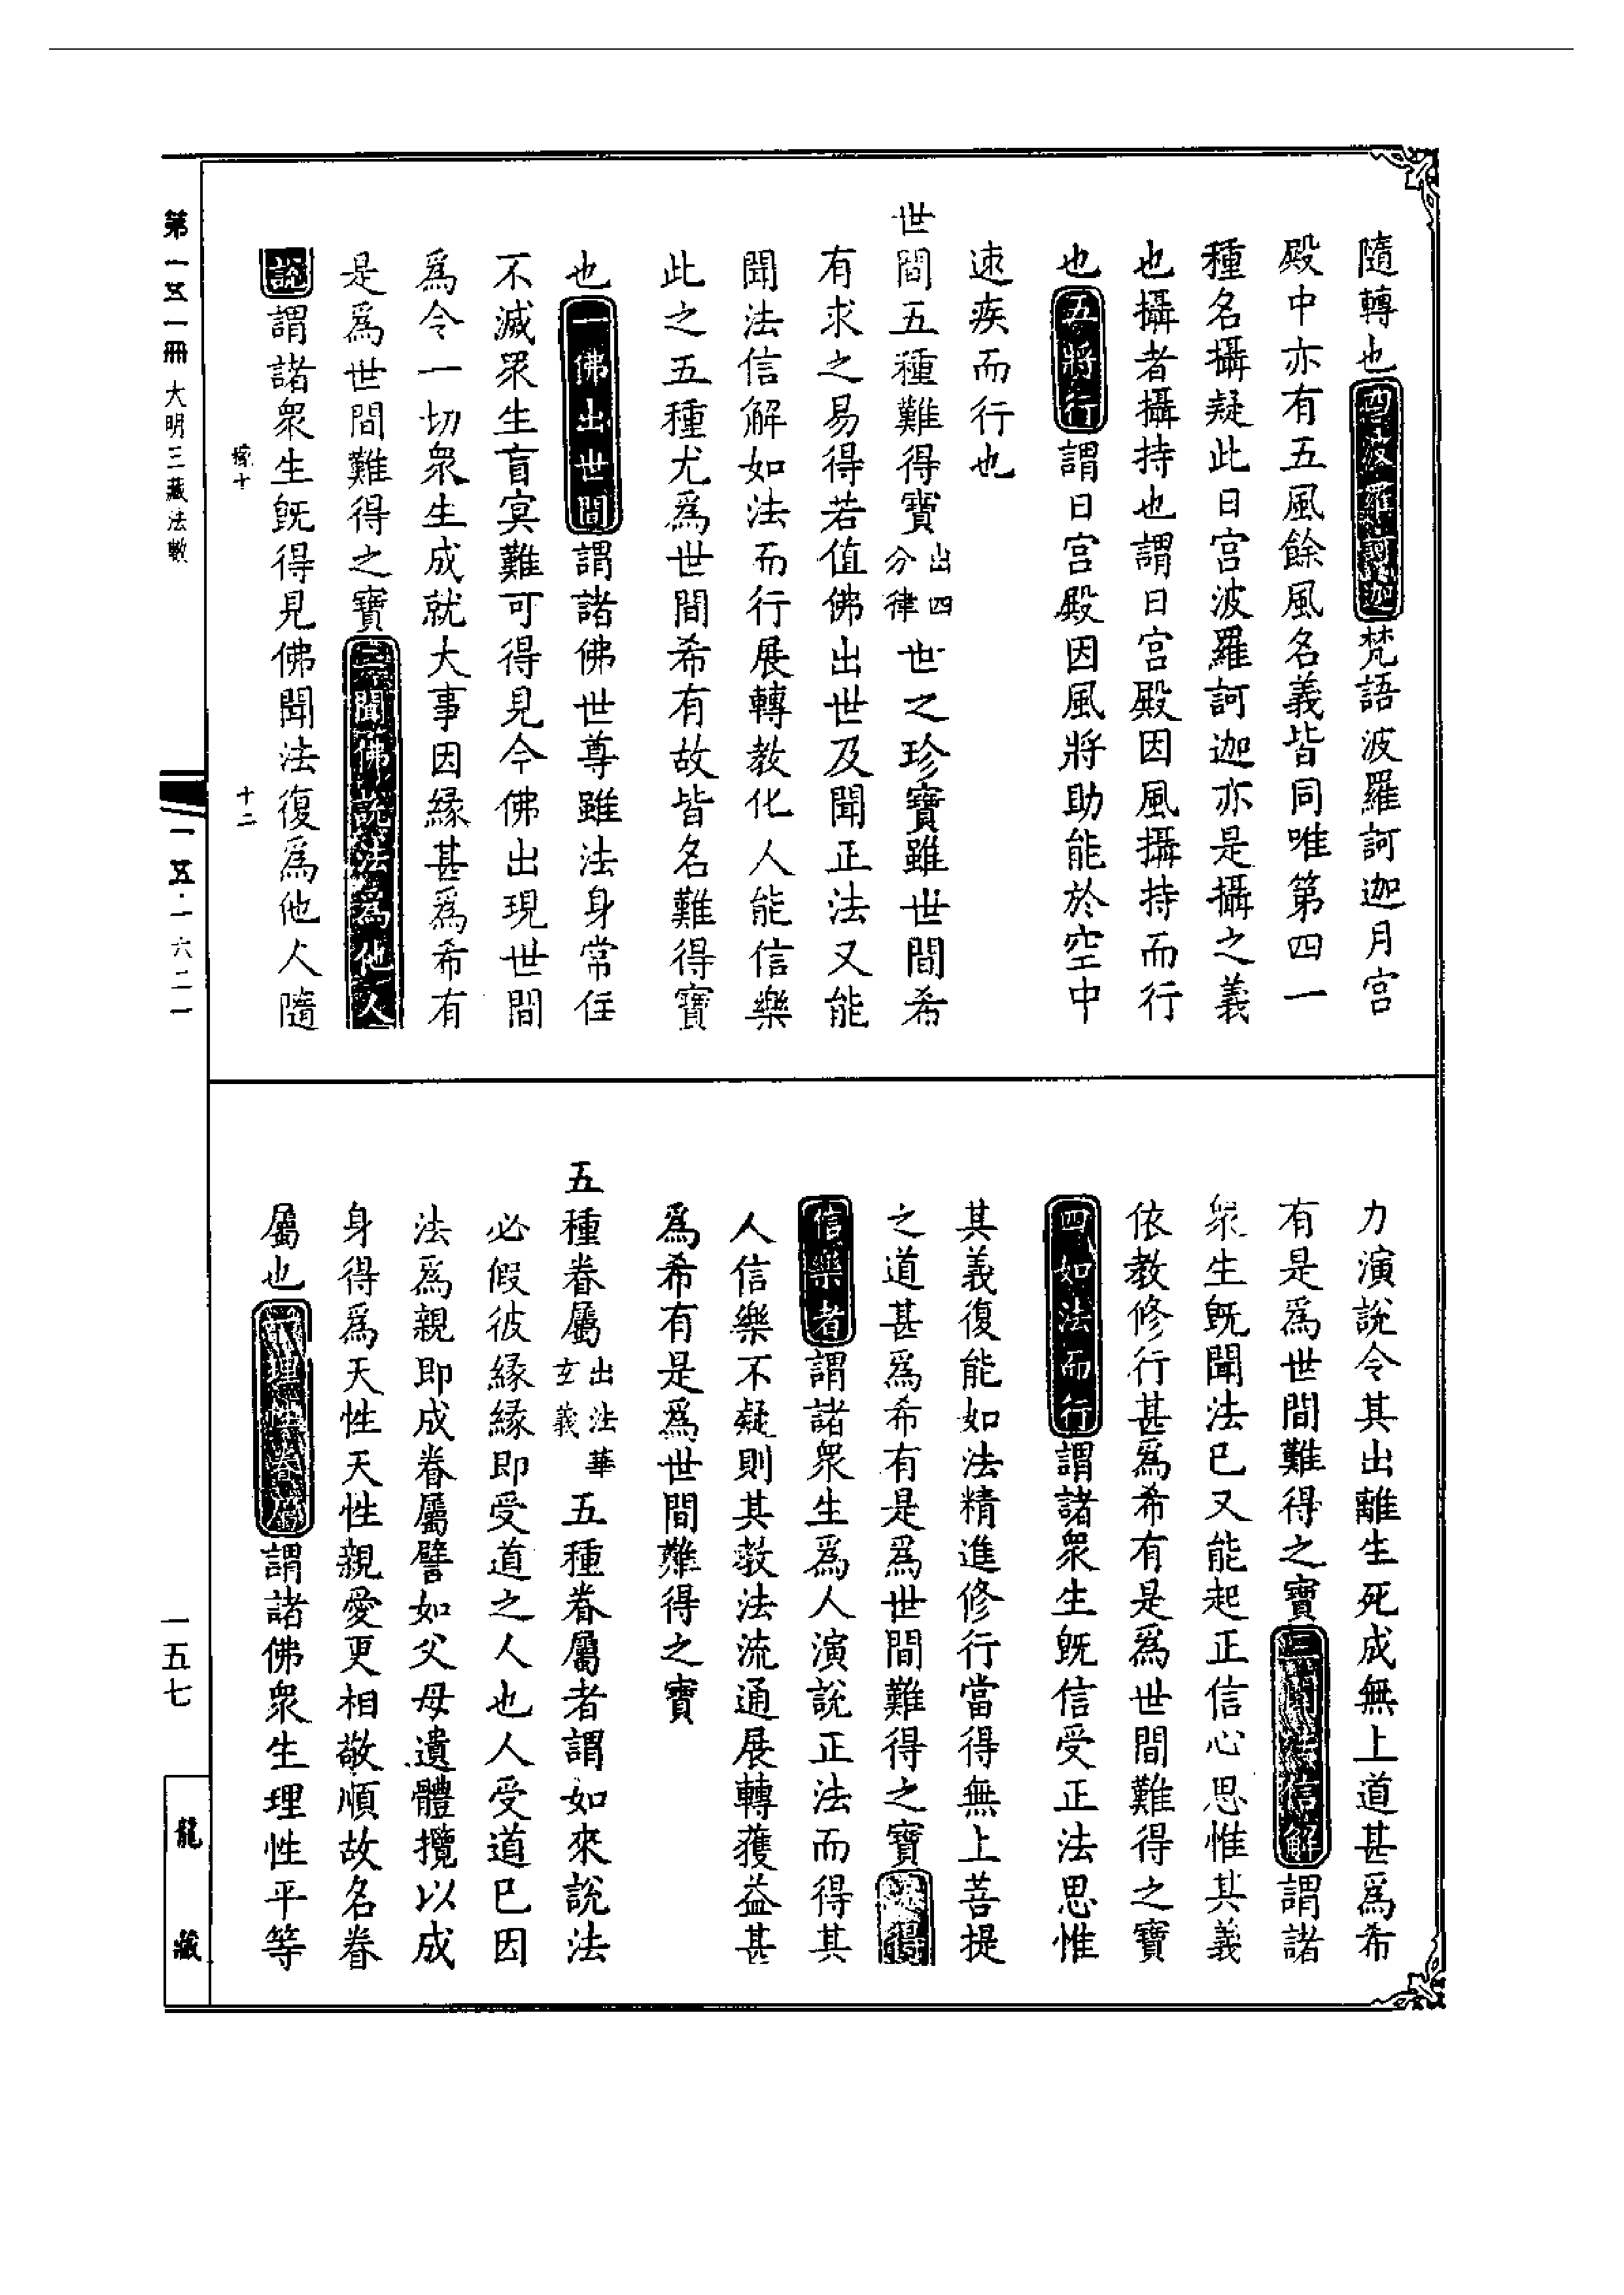 隨轉也四波羅訶迦梵語波羅訶迦月宮
殿中亦有五風餘風名義皆同唯第四一
種名攝疑此日宮波羅訶迦亦是攝之義
也攝者攝持也謂日宮殿因風攝持而行
也五將行謂日宮殿因風將助能於空中
速疾而行也
世間五種難得寶出四分律世之珍寶雖世間希
有求之易得若值佛出世及聞正法又能
聞法信解如法而行展轉教化人能信樂
此之五種尤爲世間希有故皆名難得寶
也一佛出世間謂諸佛世尊雖法身常住
不滅眾生盲冥難可得見今佛出現世間
爲令一切眾生成就大事因緣甚爲希有
是爲世間難得之寶二聞佛說法爲他人
說謂諸眾生既得見佛聞法復爲他人隨
力演說令其出離生死成無上道甚爲希
有是爲世間難得之寶三聞法信解謂諸
眾生既聞法已又能起正信心思惟其義
依教修行甚爲希有是爲世間難得之寶
四如法而行謂諸眾生既信受正法思惟
其義復能如法精進修行當得無上菩提
之道甚爲希有是爲世間難得之寶五得
信樂者謂諸眾生爲人演說正法而得其
人信樂不疑則其教法流通展轉獲益甚
爲希有是爲世間難得之寶
五種眷屬出法華玄義五種眷屬者謂如來說法
必假彼緣緣即受道之人也人受道已因
法爲親即成眷屬譬如父母遺體攬以成
身得爲天性天性親愛更相敬順故名眷
屬也一理性眷屬謂諸佛眾生理性平等
第一五一冊 大明三藏法數
十二
一五·一六二一
一五七
龍藏